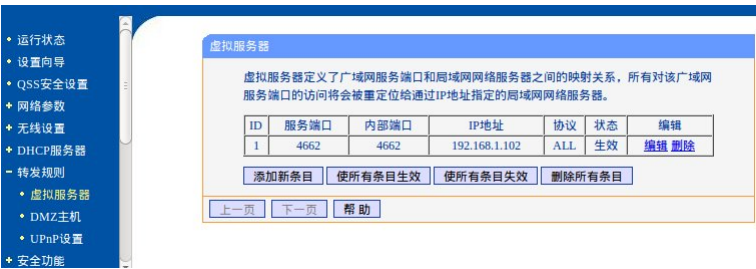 运行状态
设置向导
QSS安全设置
网络参数
无线设置
DHCP服务器
转发规则
虚拟服务器
DMZ主机
UPnP设置
安全功能
虚拟服务器
虚拟服务器定义了广域网服务端口和局域网网络服务器之间的映射关系，所有对该广域网
服务端口的访问将会被重定位给通过IP地址指定的局域网网络服务器。
ID 服务端口 内部端口 IP地址 协议 状态 编辑
1 4662 4662 192.168.1.102 ALL 生效 编辑 删除
添加新条目 使所有条目生效 使所有条目失效 删除所有条目
上一页 下一页 帮助